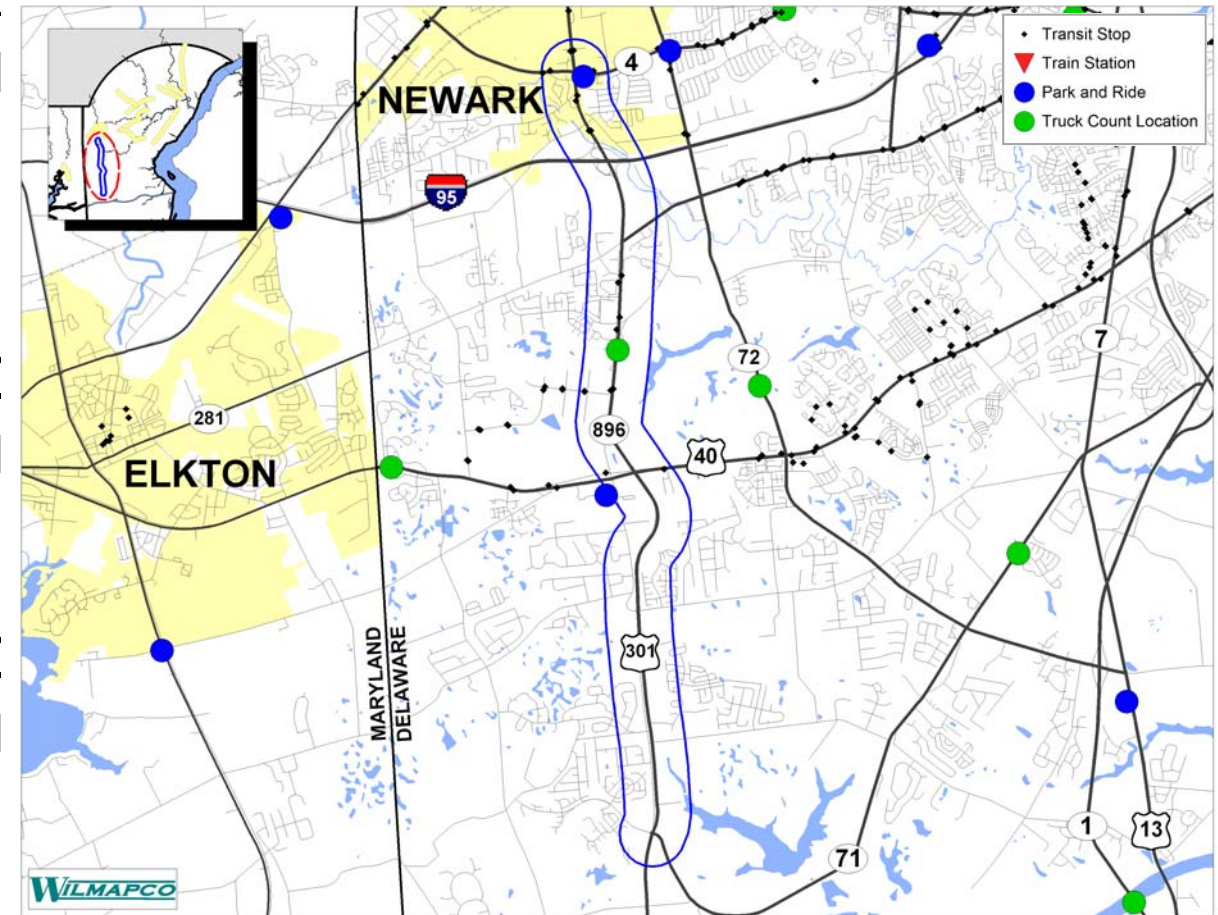 Transit Stop
Train Station
Park and Ride
Truck Count Location
4
NEWARK
95
7
72
281
896
40
ELKTON
MARYLAND
DELAWARE
301
1
13
71
WILMAPCO